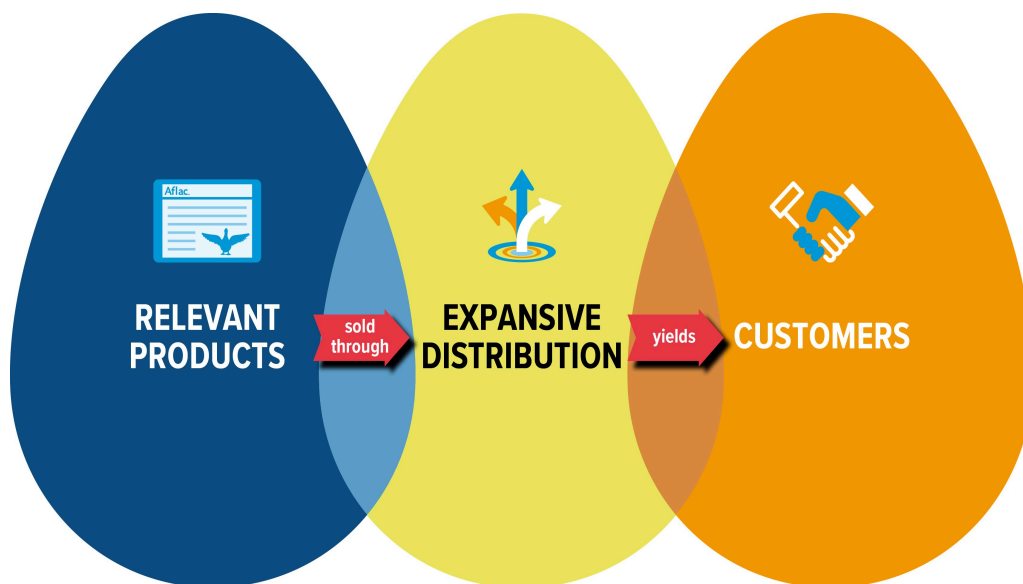 Aflac.
RELEVANT
PRODUCTS
sold
through
EXPANSIVE
DISTRIBUTION
yields
CUSTOMERS